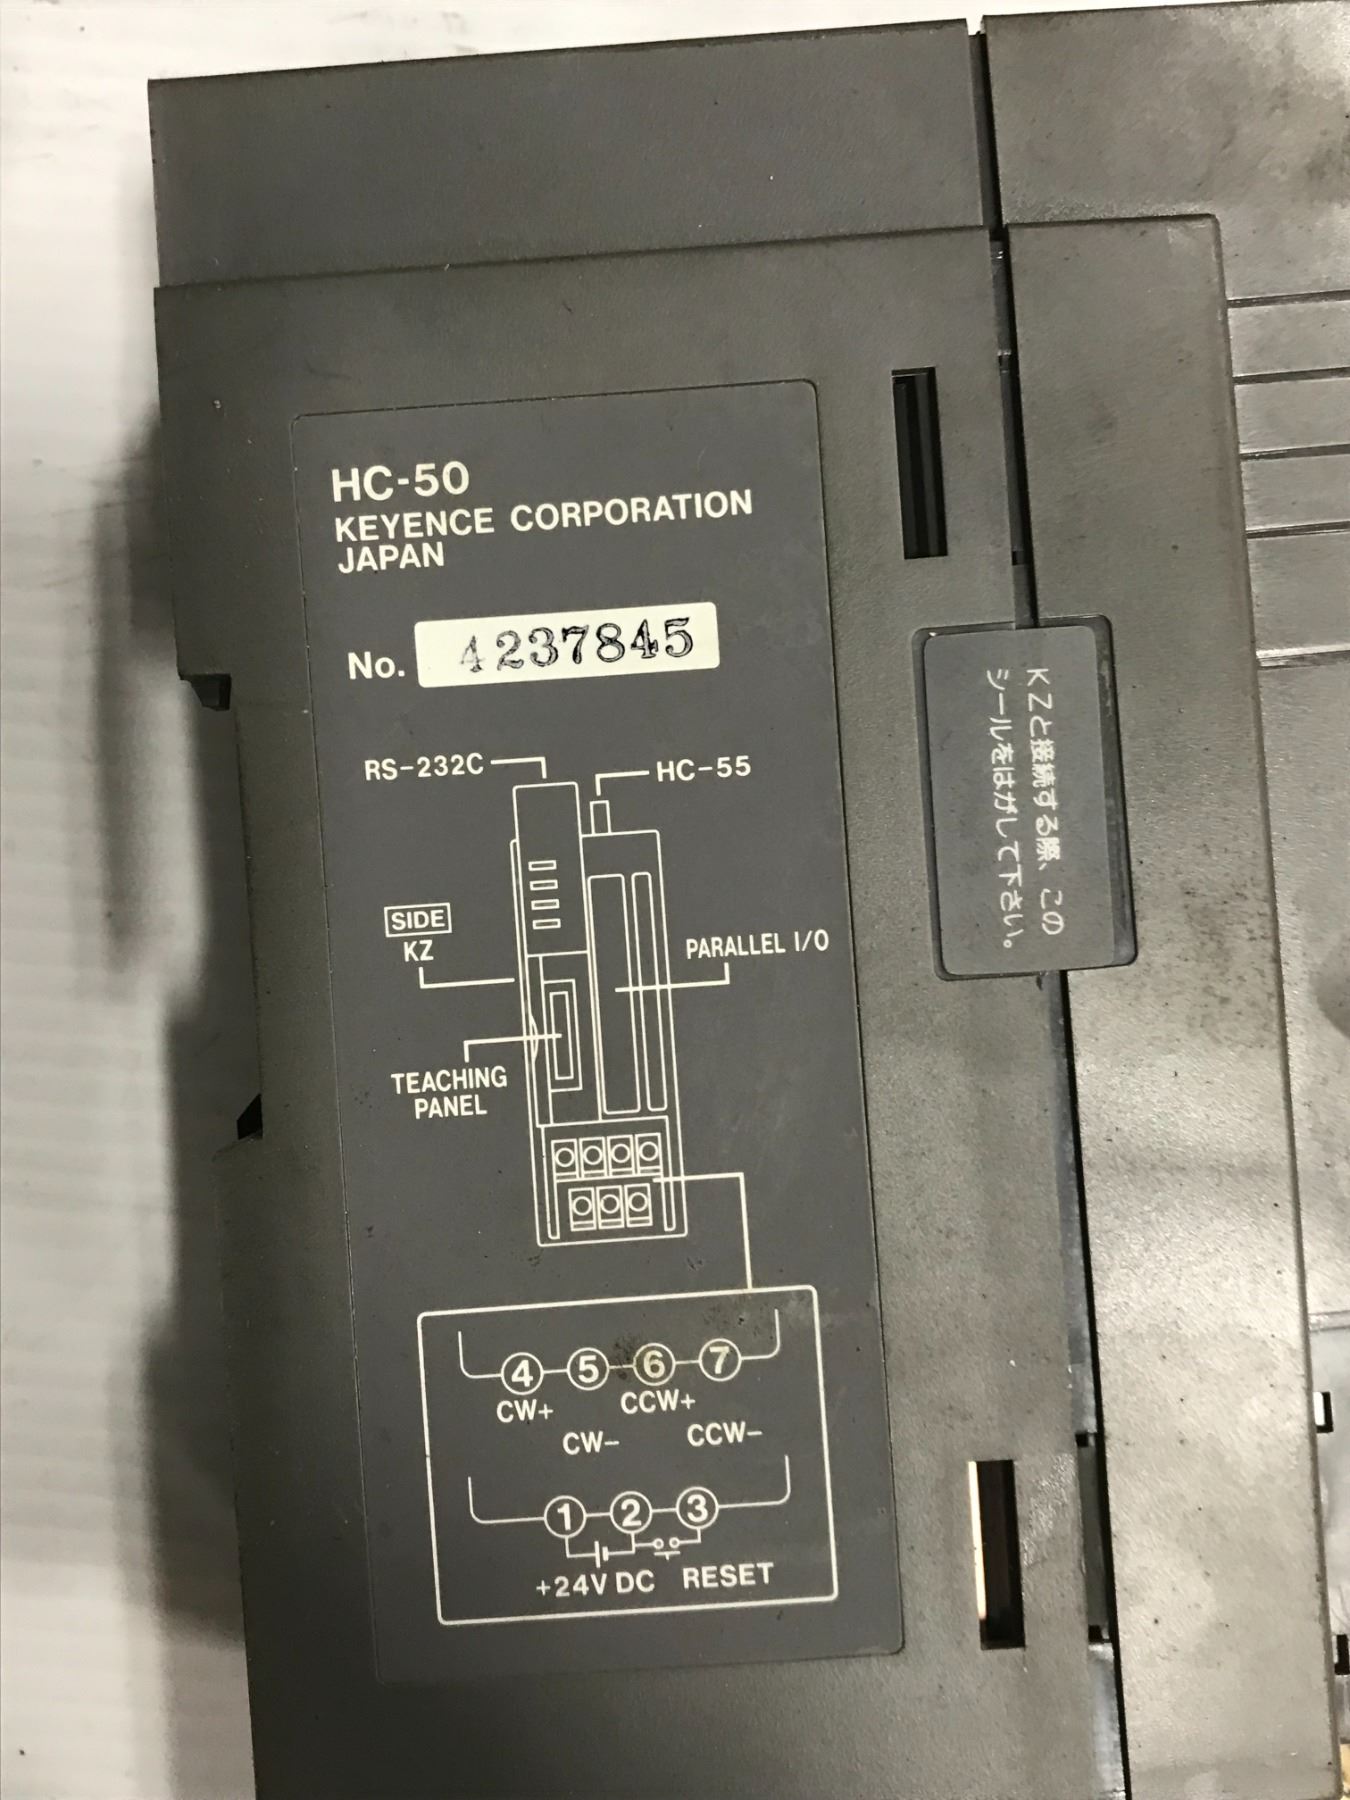 HC-50
KEYENCE CORPORATION
JAPAN
No. 4237845
RS-232C
HC-55
SIDE
KZ
PARALLEL I/O
TEACHING
PANEL
4 5 6 7
CW+ CCW+
CW- CCW-
1 2 3
+24V DC RESET
KZと接続する際、この
シールをはがして下さい。